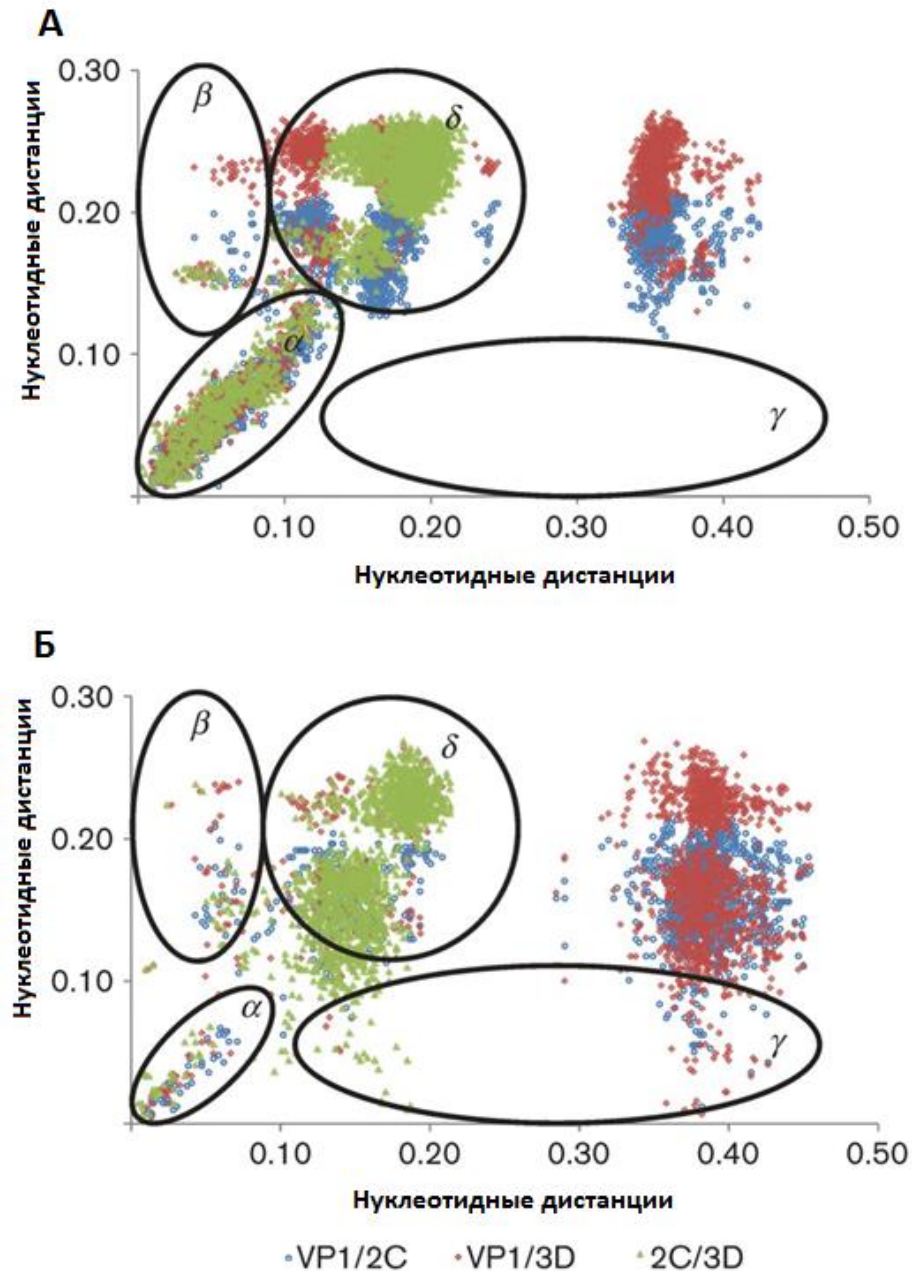 А
Нуклеотидные дистанции
0.30
0.20
0.10
β
δ
α
γ
0.10
0.20
0.30
0.40
0.50
Нуклеотидные дистанции
Б
Нуклеотидные дистанции
0.30
0.20
0.10
β
δ
α
γ
0.10
0.20
0.30
0.40
0.50
Нуклеотидные дистанции
VP1/2C VP1/3D 2C/3D